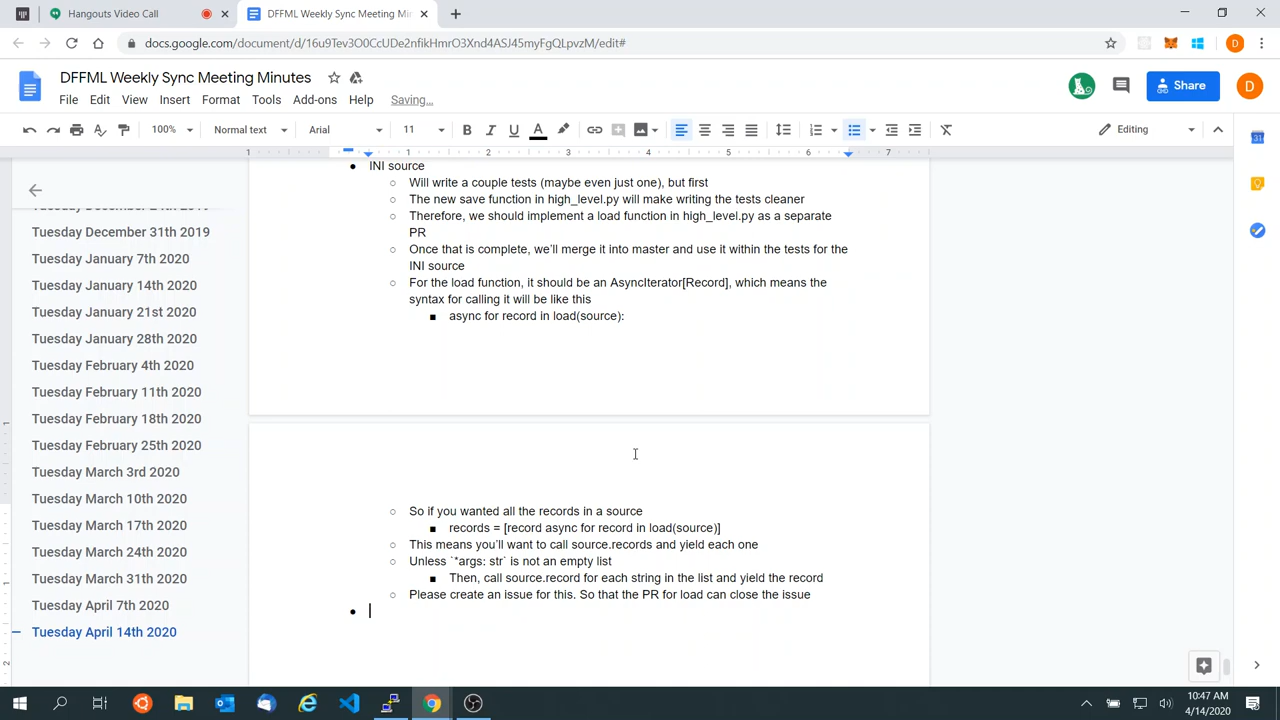 Hangouts Video Call
DFFML Weekly Sync Meeting Min
docs.google.com/document/d/16u9Tev3O0CcUDe2nfikHmrO3Xnd4ASJ45myFgQLpvzM/edit#
D
DFFML Weekly Sync Meeting Minutes
File Edit View Insert Format Tools Add-ons Help Saving...
Share
D
100% Normal text Arial 11 B I U A Editing
1 1 2 3 4 5 6 7
Tuesday December 31th 2019
Tuesday January 7th 2020
Tuesday January 14th 2020
Tuesday January 21st 2020
Tuesday January 28th 2020
Tuesday February 4th 2020
Tuesday February 11th 2020
Tuesday February 18th 2020
Tuesday February 25th 2020
Tuesday March 3rd 2020
Tuesday March 10th 2020
Tuesday March 17th 2020
Tuesday March 24th 2020
Tuesday March 31th 2020
Tuesday April 7th 2020
Tuesday April 14th 2020
INI source
Will write a couple tests (maybe even just one), but first
The new save function in high_level.py will make writing the tests cleaner
Therefore, we should implement a load function in high_level.py as a separate
PR
Once that is complete, we'll merge it into master and use it within the tests for the
INI source
For the load function, it should be an AsyncIterator[Record], which means the
syntax for calling it will be like this
async for record in load(source):
So if you wanted all the records in a source
records = [record async for record in load(source)]
This means you'll want to call source.records and yield each one
Unless `*args: str` is not an empty list
Then, call source.record for each string in the list and yield the record
Please create an issue for this. So that the PR for load can close the issue
31
10:47 AM
4/14/2020